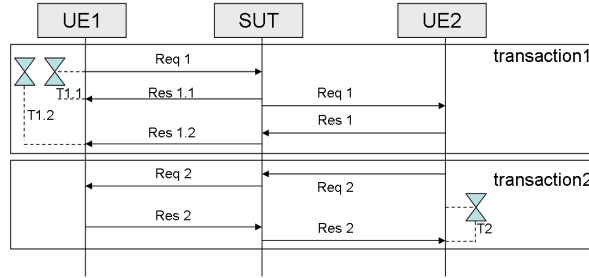 UE1
SUT
UE2
transaction1
Req 1
T1.1
Res 1.1
Req 1
T1.2
Res 1
Res 1.2
Req 2
Req 2
transaction2
Res 2
Res 2
T2